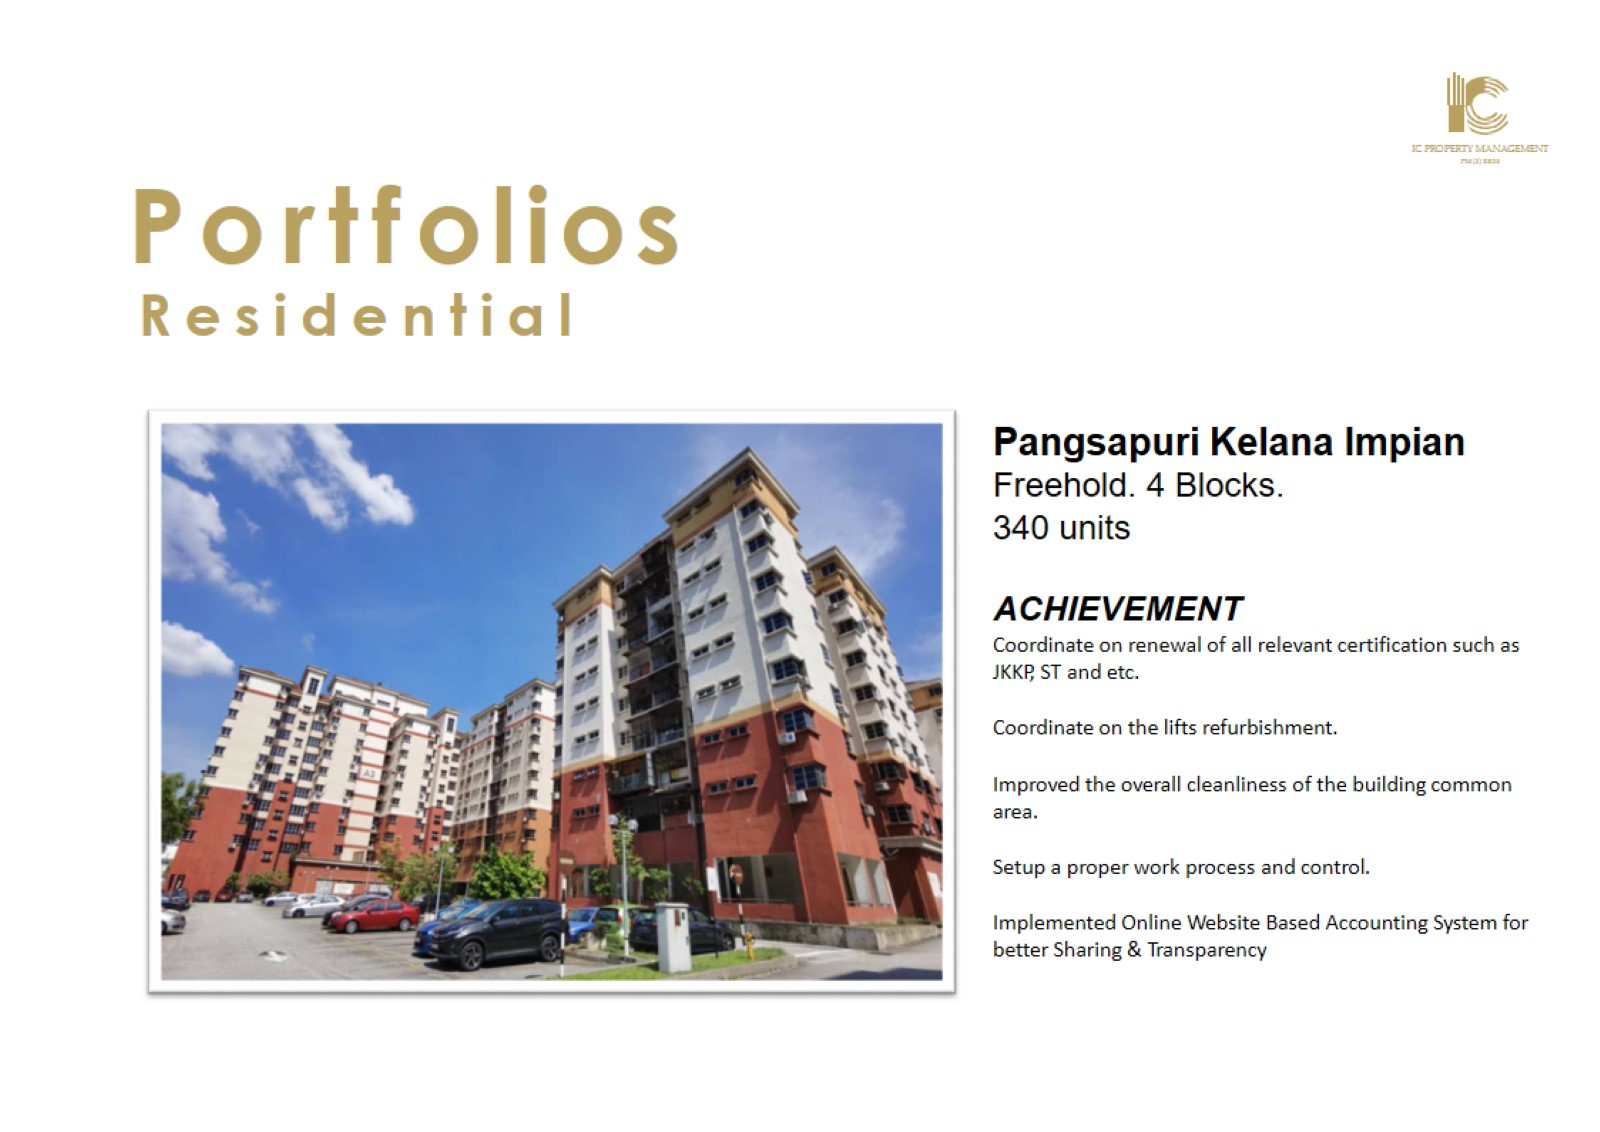 IC PROPERTY MANAGEMENT
Portfolios
Residential
Pangsapuri Kelana Impian
Freehold. 4 Blocks.
340 units
ACHIEVEMENT
Coordinate on renewal of all relevant certification such as
JKKP, ST and etc.
Coordinate on the lifts refurbishment.
Improved the overall cleanliness of the building common
area.
Setup a proper work process and control.
Implemented Online Website Based Accounting System for
better Sharing & Transparency